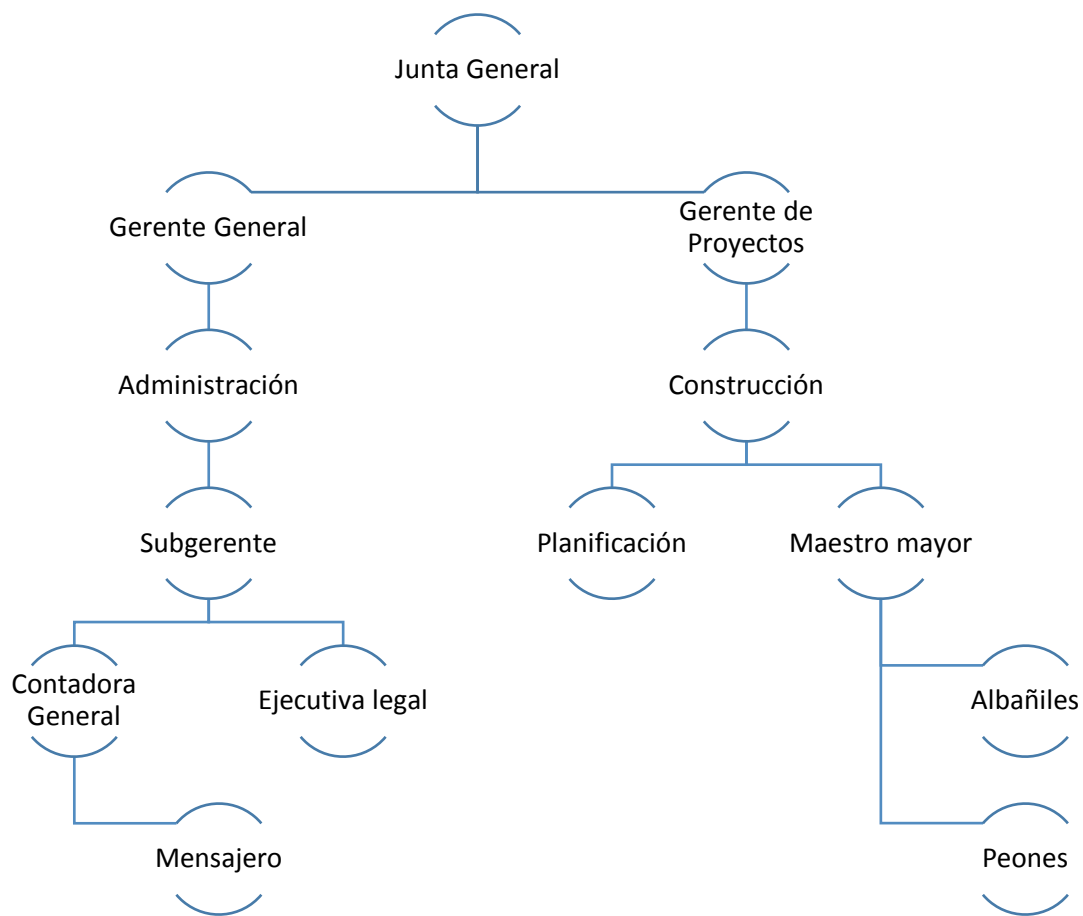 Junta General
Gerente General
Gerente de
Proyectos
Administración
Construcción
Subgerente
Planificación
Maestro mayor
Contadora
General
Ejecutiva legal
Albañiles
Mensajero
Peones